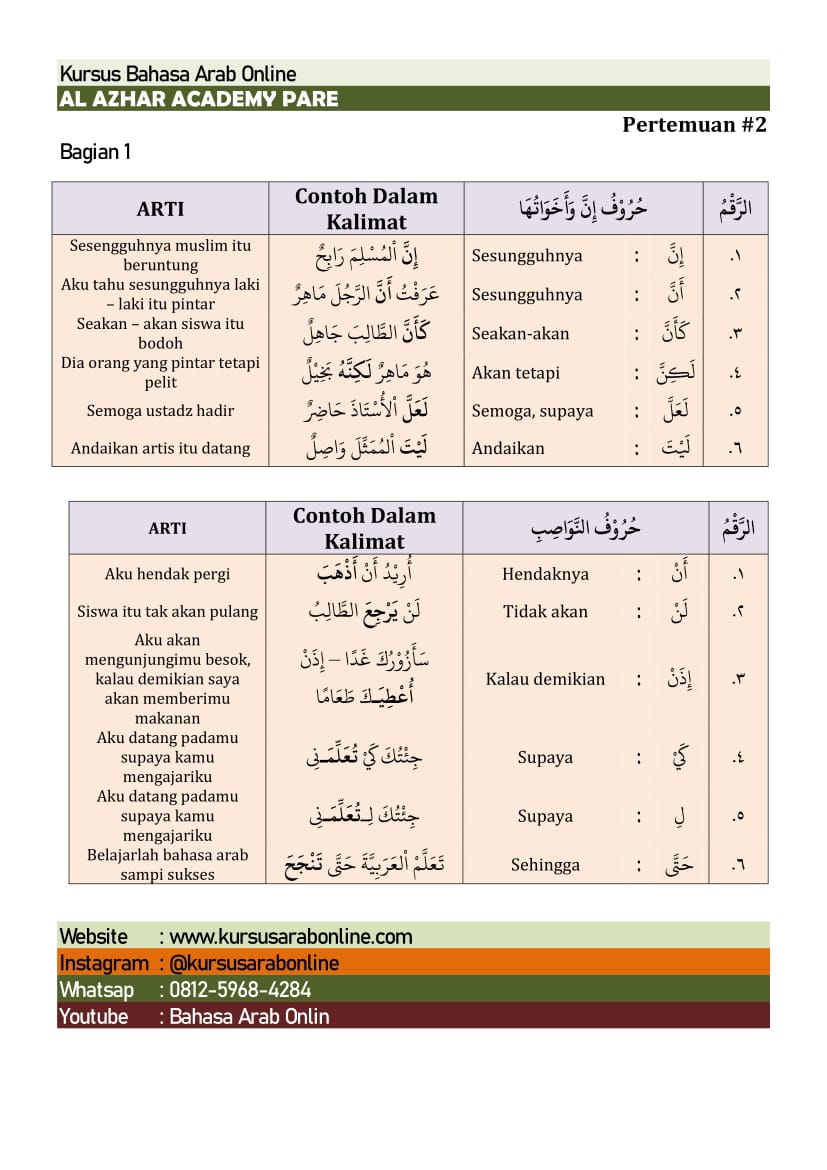 Kursus Bahasa Arab Online
AL AZHAR ACADEMY PARE
Pertemuan #2
Bagian 1
ARTI
Contoh Dalam
Kalimat
حُرُوْفُ إِنَّ وَأَخَوَاتُهَا
الرَّقْمُ
Sesengguhnya muslim itu
beruntung
إِنَّ الْمُسْلِمَ رَابِحٌ
Sesungguhnya : إِنَّ
١.
Aku tahu sesungguhnya laki
– laki itu pintar
عَرَفْتُ أَنَّ الرَّجُلَ مَاهِرٌ
Sesungguhnya : أَنَّ
٢.
Seakan – akan siswa itu
bodoh
كَأَنَّ الطَّالِبَ جَاهِلٌ
Seakan-akan : كَأَنَّ
٣.
Dia orang yang pintar tetapi
pelit
هُوَ مَاهِرٌ لَكِنَّهُ بَخِيْلٌ
Akan tetapi : لَكِنَّ
٤.
Semoga ustadz hadir
لَعَلَّ الْأُسْتَاذَ حَاضِرٌ
Semoga, supaya : لَعَلَّ
٥.
Andaikan artis itu datang
لَيْتَ الْمُمَثِّلَ وَاصِلٌ
Andaikan : لَيْتَ
٦.
ARTI
Contoh Dalam
Kalimat
حُرُوْفُ النَّوَاصِبِ
الرَّقْمُ
Aku hendak pergi
أُرِيْدُ أَنْ أَذْهَبَ
Hendaknya : أَنْ
١.
Siswa itu tak akan pulang
لَنْ يَرْجِعَ الطَّالِبُ
Tidak akan : لَنْ
٢.
Aku akan
mengunjungimu besok,
kalau demikian saya
akan memberimu
makanan
سَأَزُوْرُكَ غَدًا – إِذَنْ
أُعْطِيَكَ طَعَامًا
Kalau demikian : إِذَنْ
٣.
Aku datang padamu
supaya kamu
mengajariku
جِئْتُكَ كَيْ تُعَلِّمَنِي
Supaya : كَيْ
٤.
Aku datang padamu
supaya kamu
mengajariku
جِئْتُكَ لِتُعَلِّمَنِي
Supaya : لِ
٥.
Belajarlah bahasa arab
sampi sukses
تَعَلَّمْ الْعَرَبِيَّةَ حَتَّى تَنْجَحَ
Sehingga : حَتَّى
٦.
Website : www.kursusarabonline.com
Instagram : @kursusarabonline
Whatsap : 0812-5968-4284
Youtube : Bahasa Arab Onlin